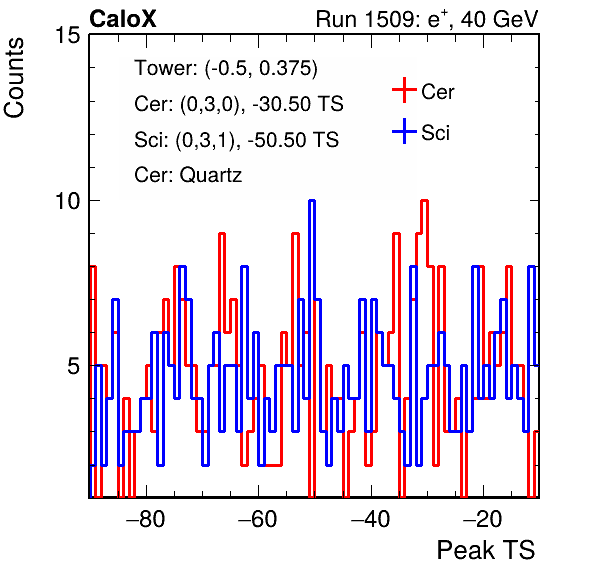 CaloX Run 1509: e⁺, 40 GeV
Counts
15
Tower: (-0.5, 0.375)
Cer: (0,3,0), -30.50 TS
Sci: (0,3,1), -50.50 TS
Cer: Quartz
Cer
Sci
10
5
−80 −60 −40 −20
Peak TS